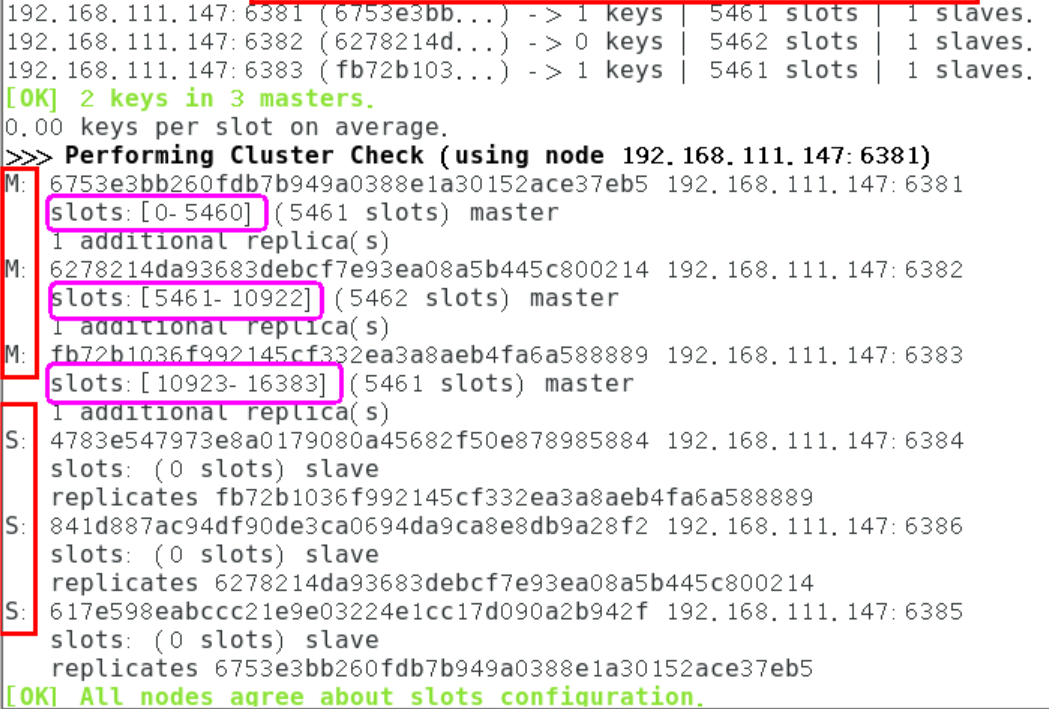 192.168.111.147:6381 (6753e3bb...) -> 1 keys | 5461 slots | 1 slaves.
192.168.111.147:6382 (6278214d...) -> 0 keys | 5462 slots | 1 slaves.
192.168.111.147:6383 (fb72b103...) -> 1 keys | 5461 slots | 1 slaves.
[OK] 2 keys in 3 masters.
0.00 keys per slot on average.
>>> Performing Cluster Check (using node 192.168.111.147:6381)
M: 6753e3bb260fdb7b949a0388e1a30152ace37eb5 192.168.111.147:6381
slots:[0-5460] (5461 slots) master
1 additional replica(s)
M: 6278214da93683debcf7e93ea08a5b445c800214 192.168.111.147:6382
slots:[5461-10922] (5462 slots) master
1 additional replica(s)
M: fb72b1036f992145cf332ea3a8aeb4fa6a588889 192.168.111.147:6383
slots:[10923-16383] (5461 slots) master
1 additional replica(s)
S: 4783e547973e8a0179080a45682f50e878985884 192.168.111.147:6384
slots: (0 slots) slave
replicates fb72b1036f992145cf332ea3a8aeb4fa6a588889
S: 841d887ac94df90de3ca0694da9ca8e8db9a28f2 192.168.111.147:6386
slots: (0 slots) slave
replicates 6278214da93683debcf7e93ea08a5b445c800214
S: 617e598eabccc21e9e03224e1cc17d090a2b942f 192.168.111.147:6385
slots: (0 slots) slave
replicates 6753e3bb260fdb7b949a0388e1a30152ace37eb5
[OK] All nodes agree about slots configuration.